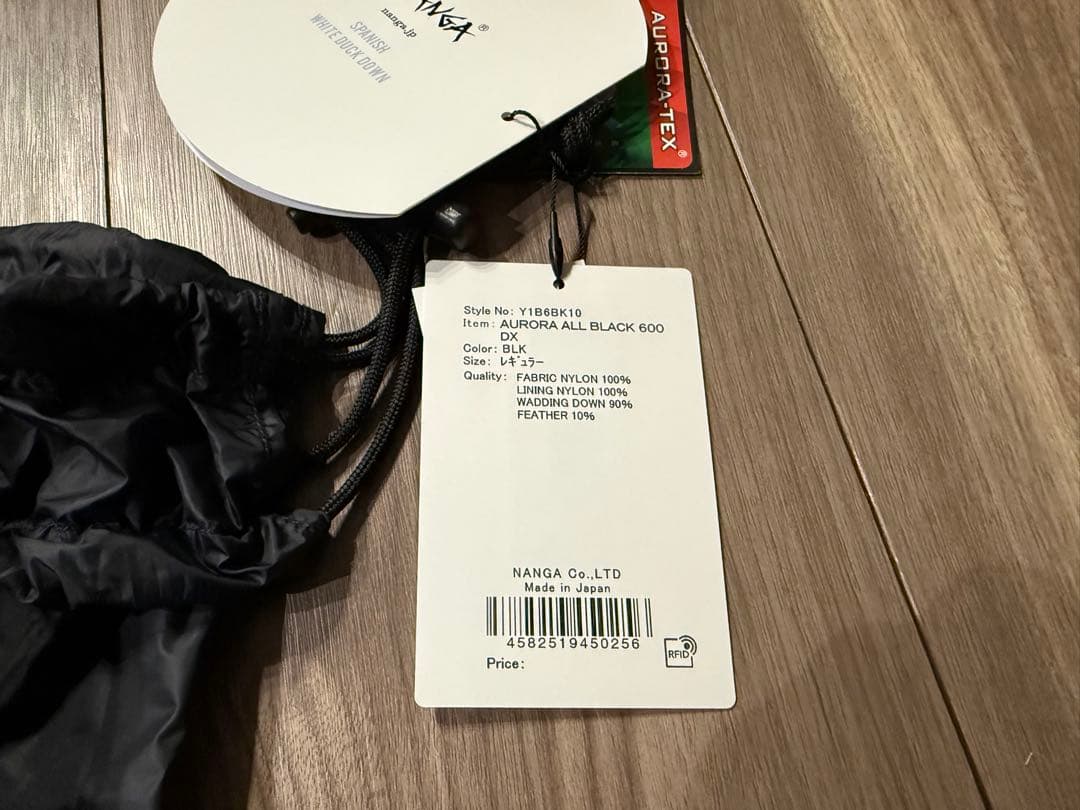 NANGA®
nanga.jp
SPANISH
WHITE DUCK DOWN
AURORA-TEX®
Style No: Y1B6BK10
Item: AURORA ALL BLACK 600
DX
Color: BLK
Size: レギュラー
Quality: FABRIC NYLON 100%
LINING NYLON 100%
WADDING DOWN 90%
FEATHER 10%
NANGA Co.,LTD
Made in Japan
4582519450256
RFID
Price: